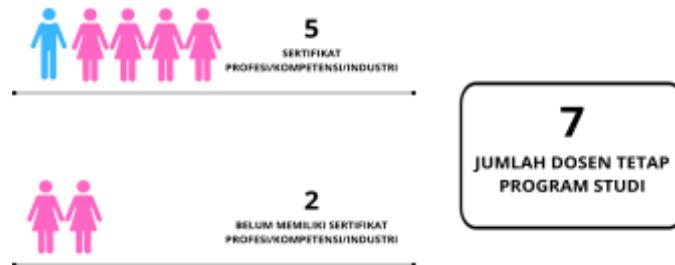 5
SERTIFIKAT
PROFESI/KOMPETENSI/INDUSTRI
7
JUMLAH DOSEN TETAP
PROGRAM STUDI
2
BELUM MEMILIKI SERTIFIKAT
PROFESI/KOMPETENSI/INDUSTRI